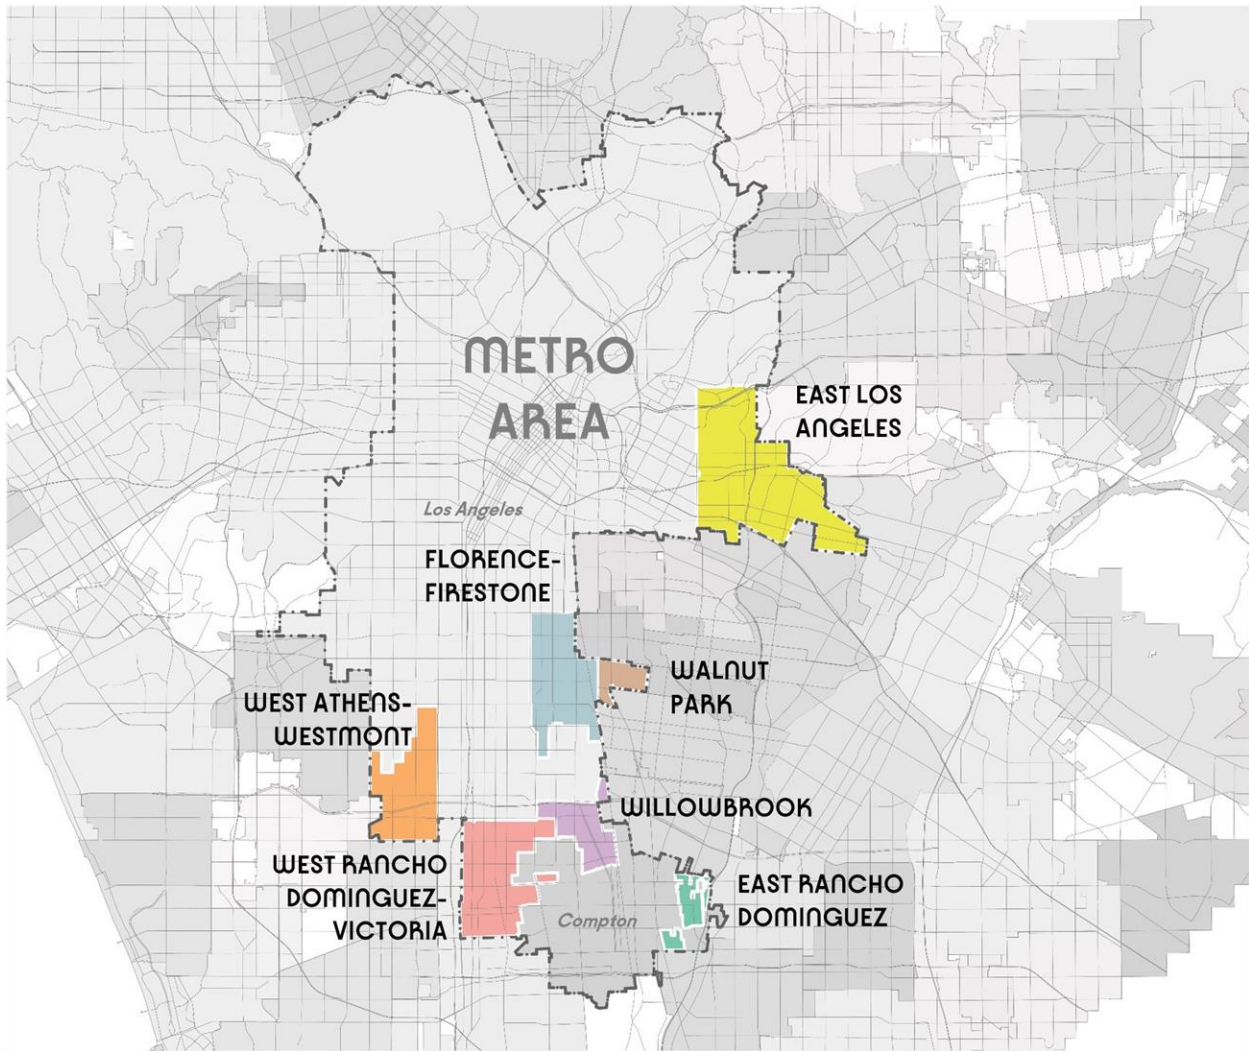 METRO
AREA
EAST LOS
ANGELES
Los Angeles
FLORENCE-
FIRESTONE
WALNUT
PARK
WEST ATHENS-
WESTMONT
WILLOWBROOK
WEST RANCHO
DOMINGUEZ-
VICTORIA
EAST RANCHO
DOMINGUEZ
Compton